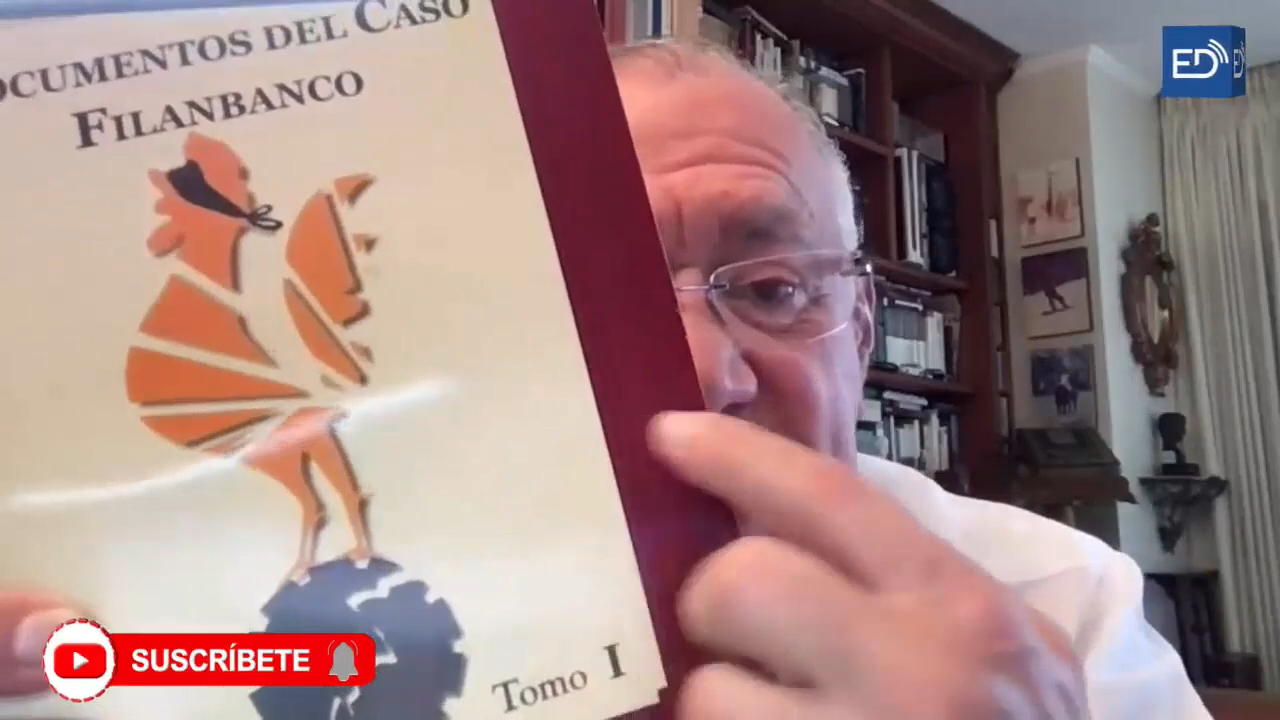 OCUMENTOS DEL CASO
FILANBANCO
Tomo I
SUSCRÍBETE
ED